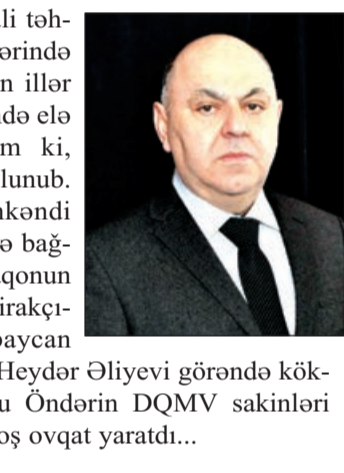 li təh-
ərində
n illər
də elə
m ki,
lunub.
nkəndi
ə bağ-
qonun
irakçı-
baycan
Heydər Əliyevi görəndə kök-
u Öndərin DQMV sakinləri
oş ovqat yaratdı...